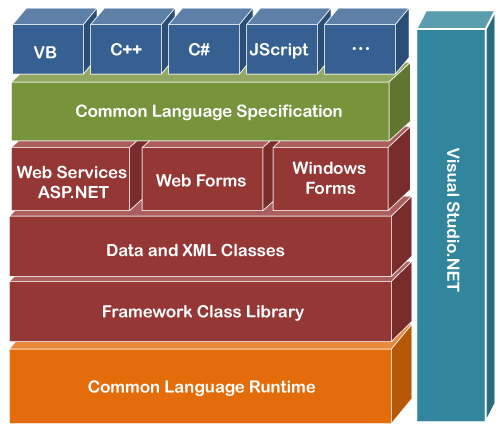 VB
C++
C#
JScript
...
Common Language Specification
Web Services
ASP.NET
Web Forms
Windows
Forms
Data and XML Classes
Framework Class Library
Common Language Runtime
Visual Studio.NET